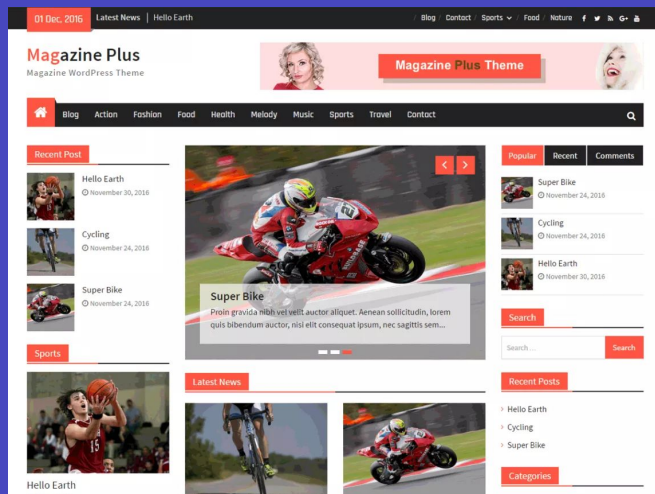 01 Dec, 2016
Latest News
Hello Earth
/ Blog / Contact / Sports / Food / Nature
Magazine Plus
Magazine WordPress Theme
Magazine Plus Theme
Blog Action Fashion Food Health Melody Music Sports Travel Contact
Recent Post
Hello Earth
November 30, 2016
Cycling
November 24, 2016
Super Bike
November 24, 2016
Sports
15
Hello Earth
21
Super Bike
Proin gravida nibh vel velit auctor aliquet. Aenean sollicitudin, lorem
quis bibendum auctor, nisi elit consequat ipsum, nec sagittis sem...
Latest News
Popular Recent Comments
Super Bike
November 24, 2016
Cycling
November 24, 2016
Hello Earth
November 30, 2016
Search
Search ...
Search
Recent Posts
Hello Earth
Cycling
Super Bike
Categories